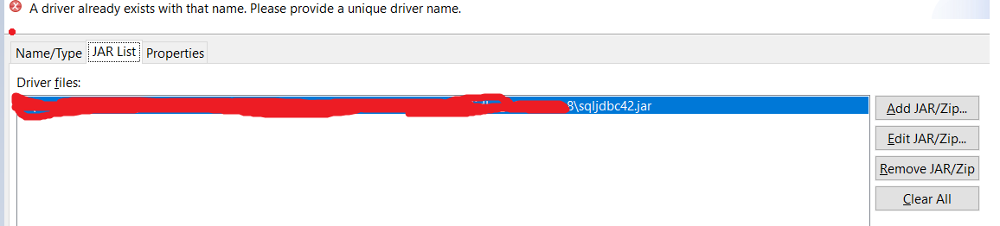 A driver already exists with that name. Please provide a unique driver name.
Name/Type JAR List Properties
Driver files:
8\sqljdbc42.jar
Add JAR/Zip...
Edit JAR/Zip...
Remove JAR/Zip
Clear All